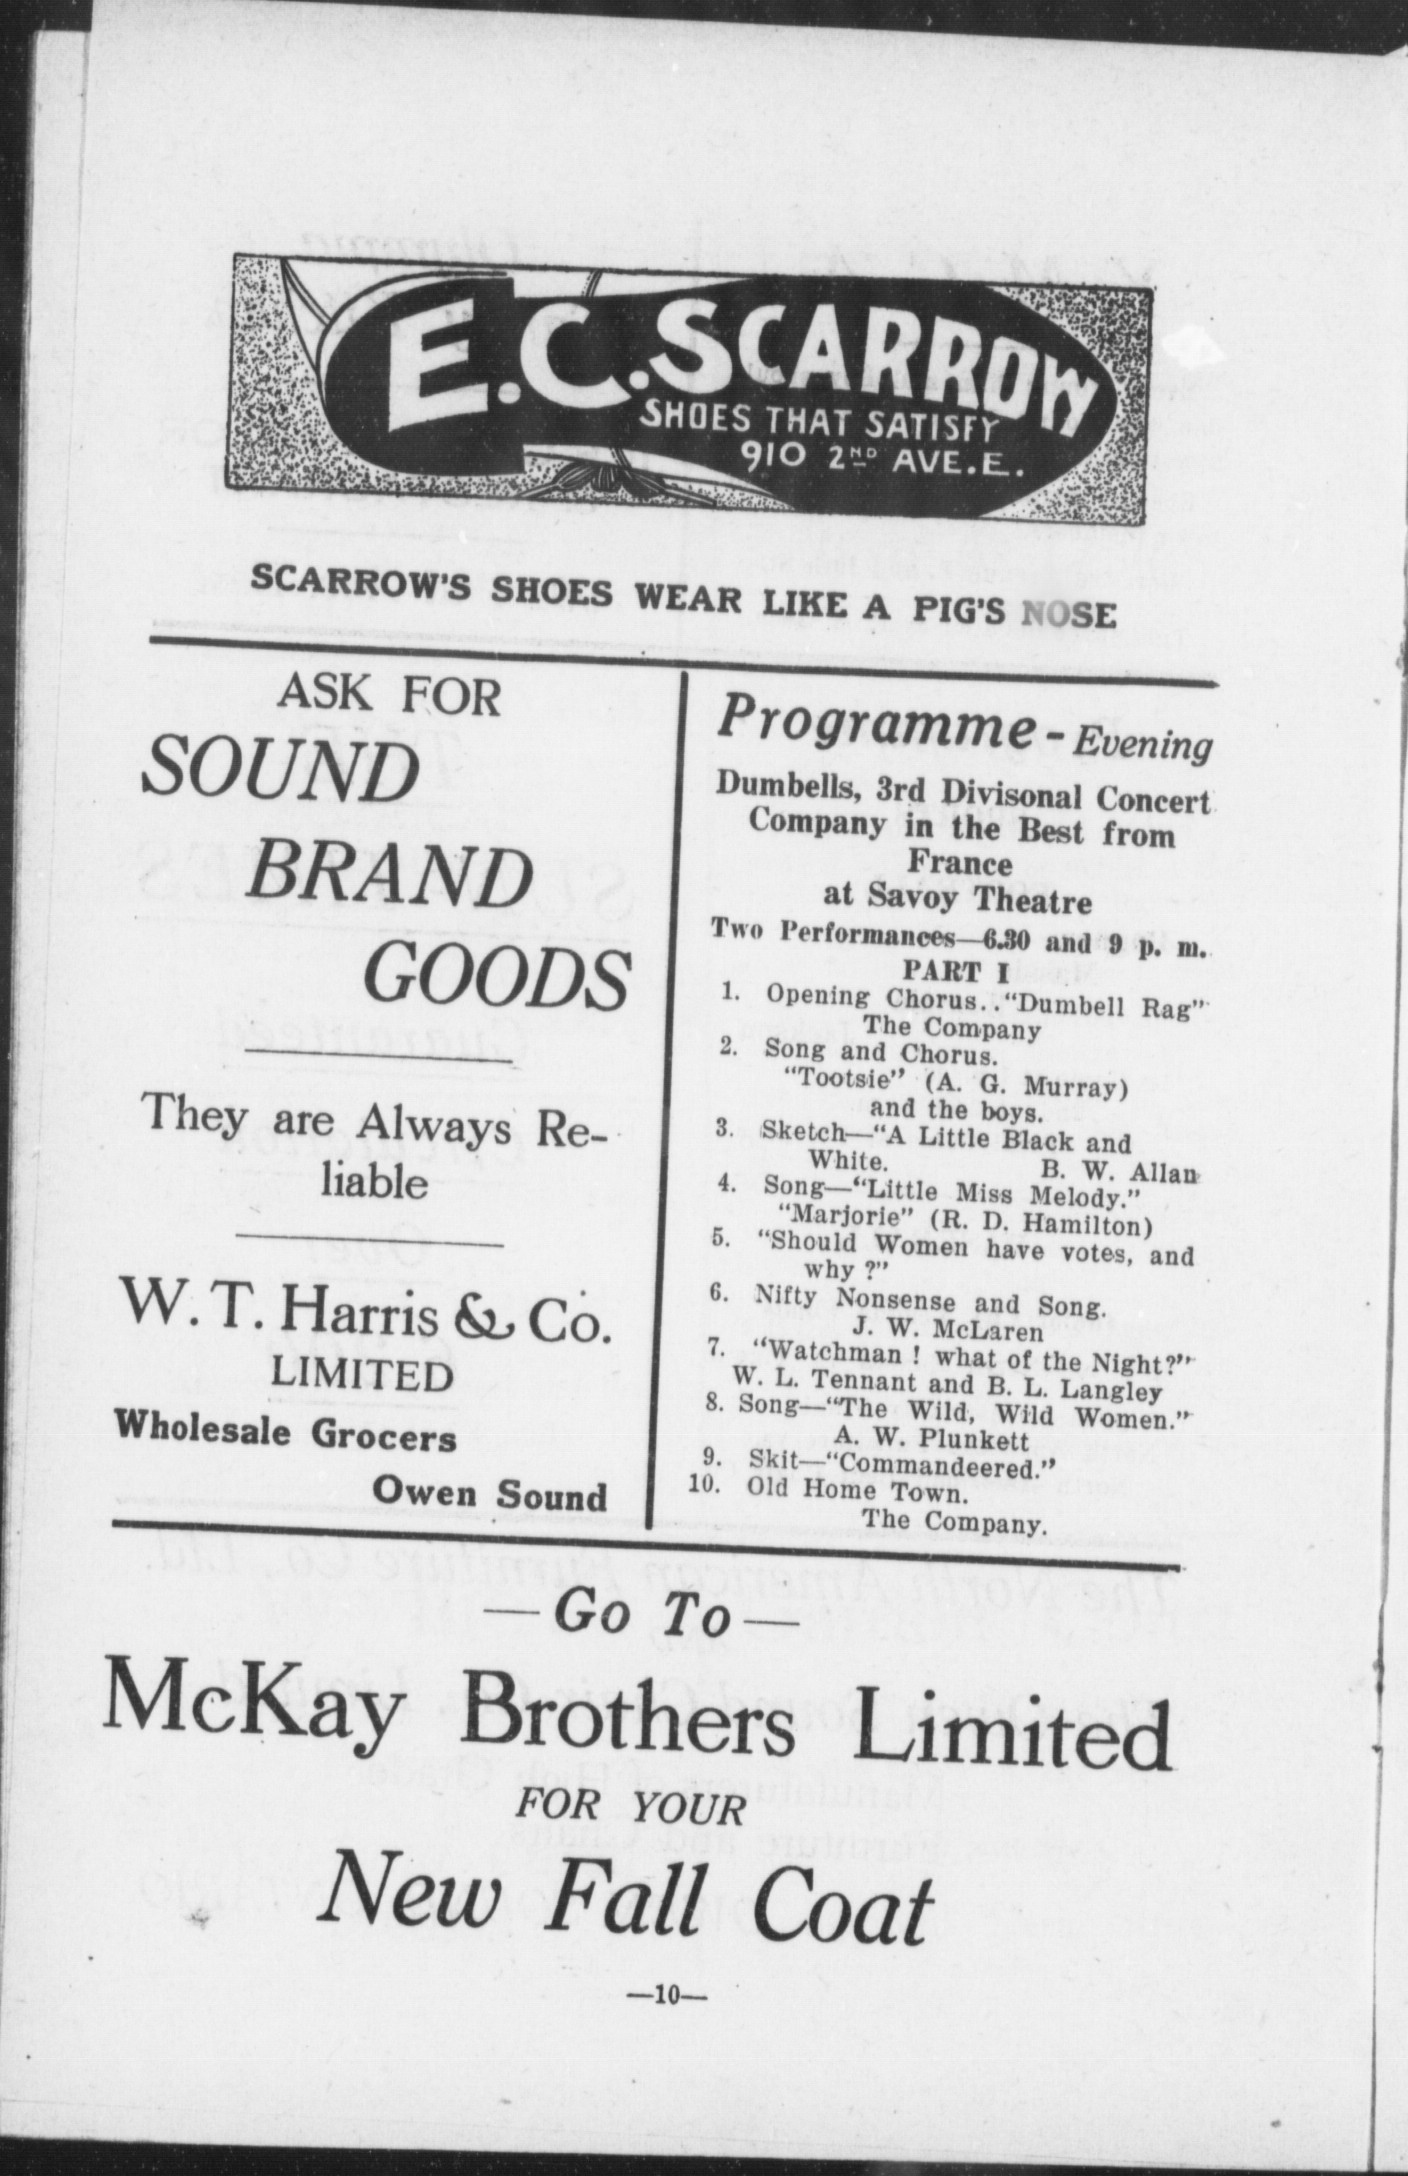 E.C. SCARROW
SHOES THAT SATISFY
910 2ND AVE. E.
SCARROW'S SHOES WEAR LIKE A PIG'S NOSE
ASK FOR
SOUND
BRAND
GOODS
They are Always Re-
liable
W. T. Harris & Co.
LIMITED
Wholesale Grocers
Owen Sound
Programme - Evening
Dumbells, 3rd Divisonal Concert
Company in the Best from
France
at Savoy Theatre
Two Performances—6.30 and 9 p. m.
PART I
1. Opening Chorus.."Dumbell Rag"
The Company
2. Song and Chorus.
"Tootsie" (A. G. Murray)
and the boys.
3. Sketch—"A Little Black and
White. B. W. Allan
4. Song—"Little Miss Melody."
"Marjorie" (R. D. Hamilton)
5. "Should Women have votes, and
why ?"
6. Nifty Nonsense and Song.
J. W. McLaren
7. "Watchman ! what of the Night?"
W. L. Tennant and B. L. Langley
8. Song—"The Wild, Wild Women."
A. W. Plunkett
9. Skit—"Commandeered."
10. Old Home Town.
The Company.
—Go To—
McKay Brothers Limited
FOR YOUR
New Fall Coat
—10—